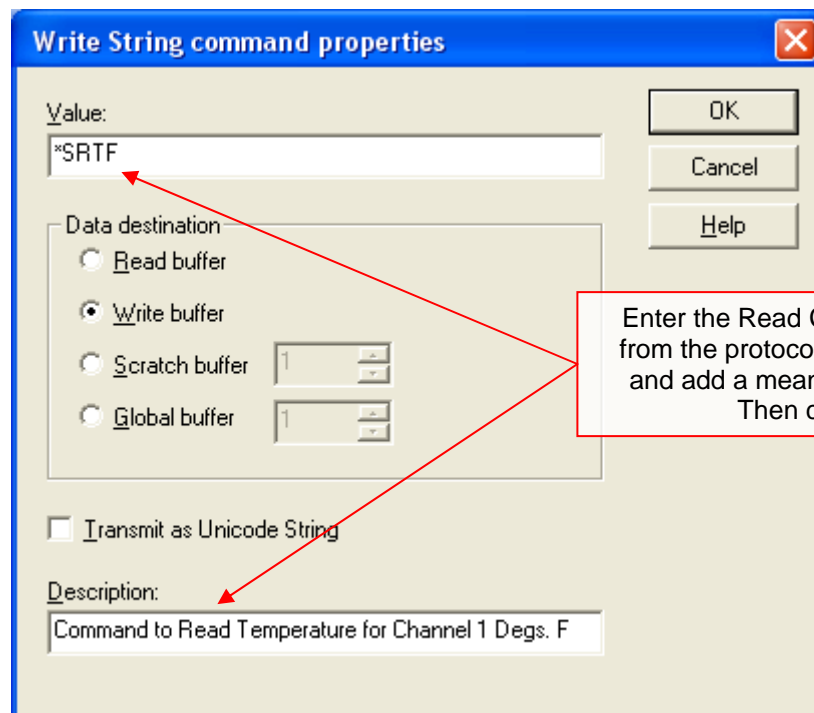 Write String command properties
Value:
*SRTF
OK
Cancel
Help
Data destination
Read buffer
Write buffer
Scratch buffer 1
Global buffer 1
Enter the Read
from the
and add a
Then
Transmit as Unicode String
Description:
Command to Read Temperature for Channel 1 Degs. F